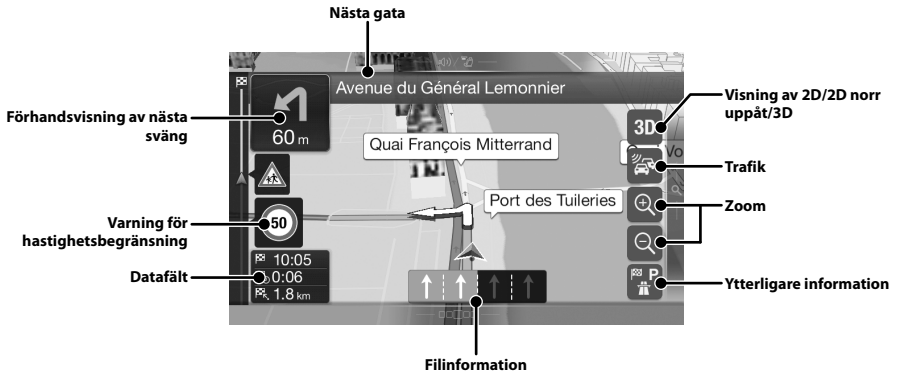 Nästa gata
Avenue du Général Lemonnier
Förhandsvisning av nästa
sväng
60 m
Visning av 2D/2D norr
uppåt/3D
3D
Quai François Mitterrand
Vo
Trafik
Port des Tuileries
Zoom
Varning för
hastighetsbegränsning
50
Datafält
10:05
0:06
1.8 km
P
Ytterligare information
Filinformation